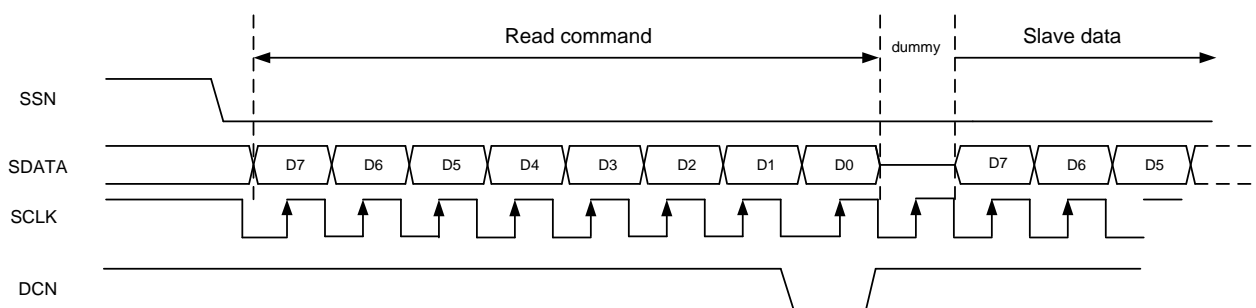 Read command
dummy
Slave data
SSN
SDATA D7 D6 D5 D4 D3 D2 D1 D0 D7 D6 D5
SCLK
DCN